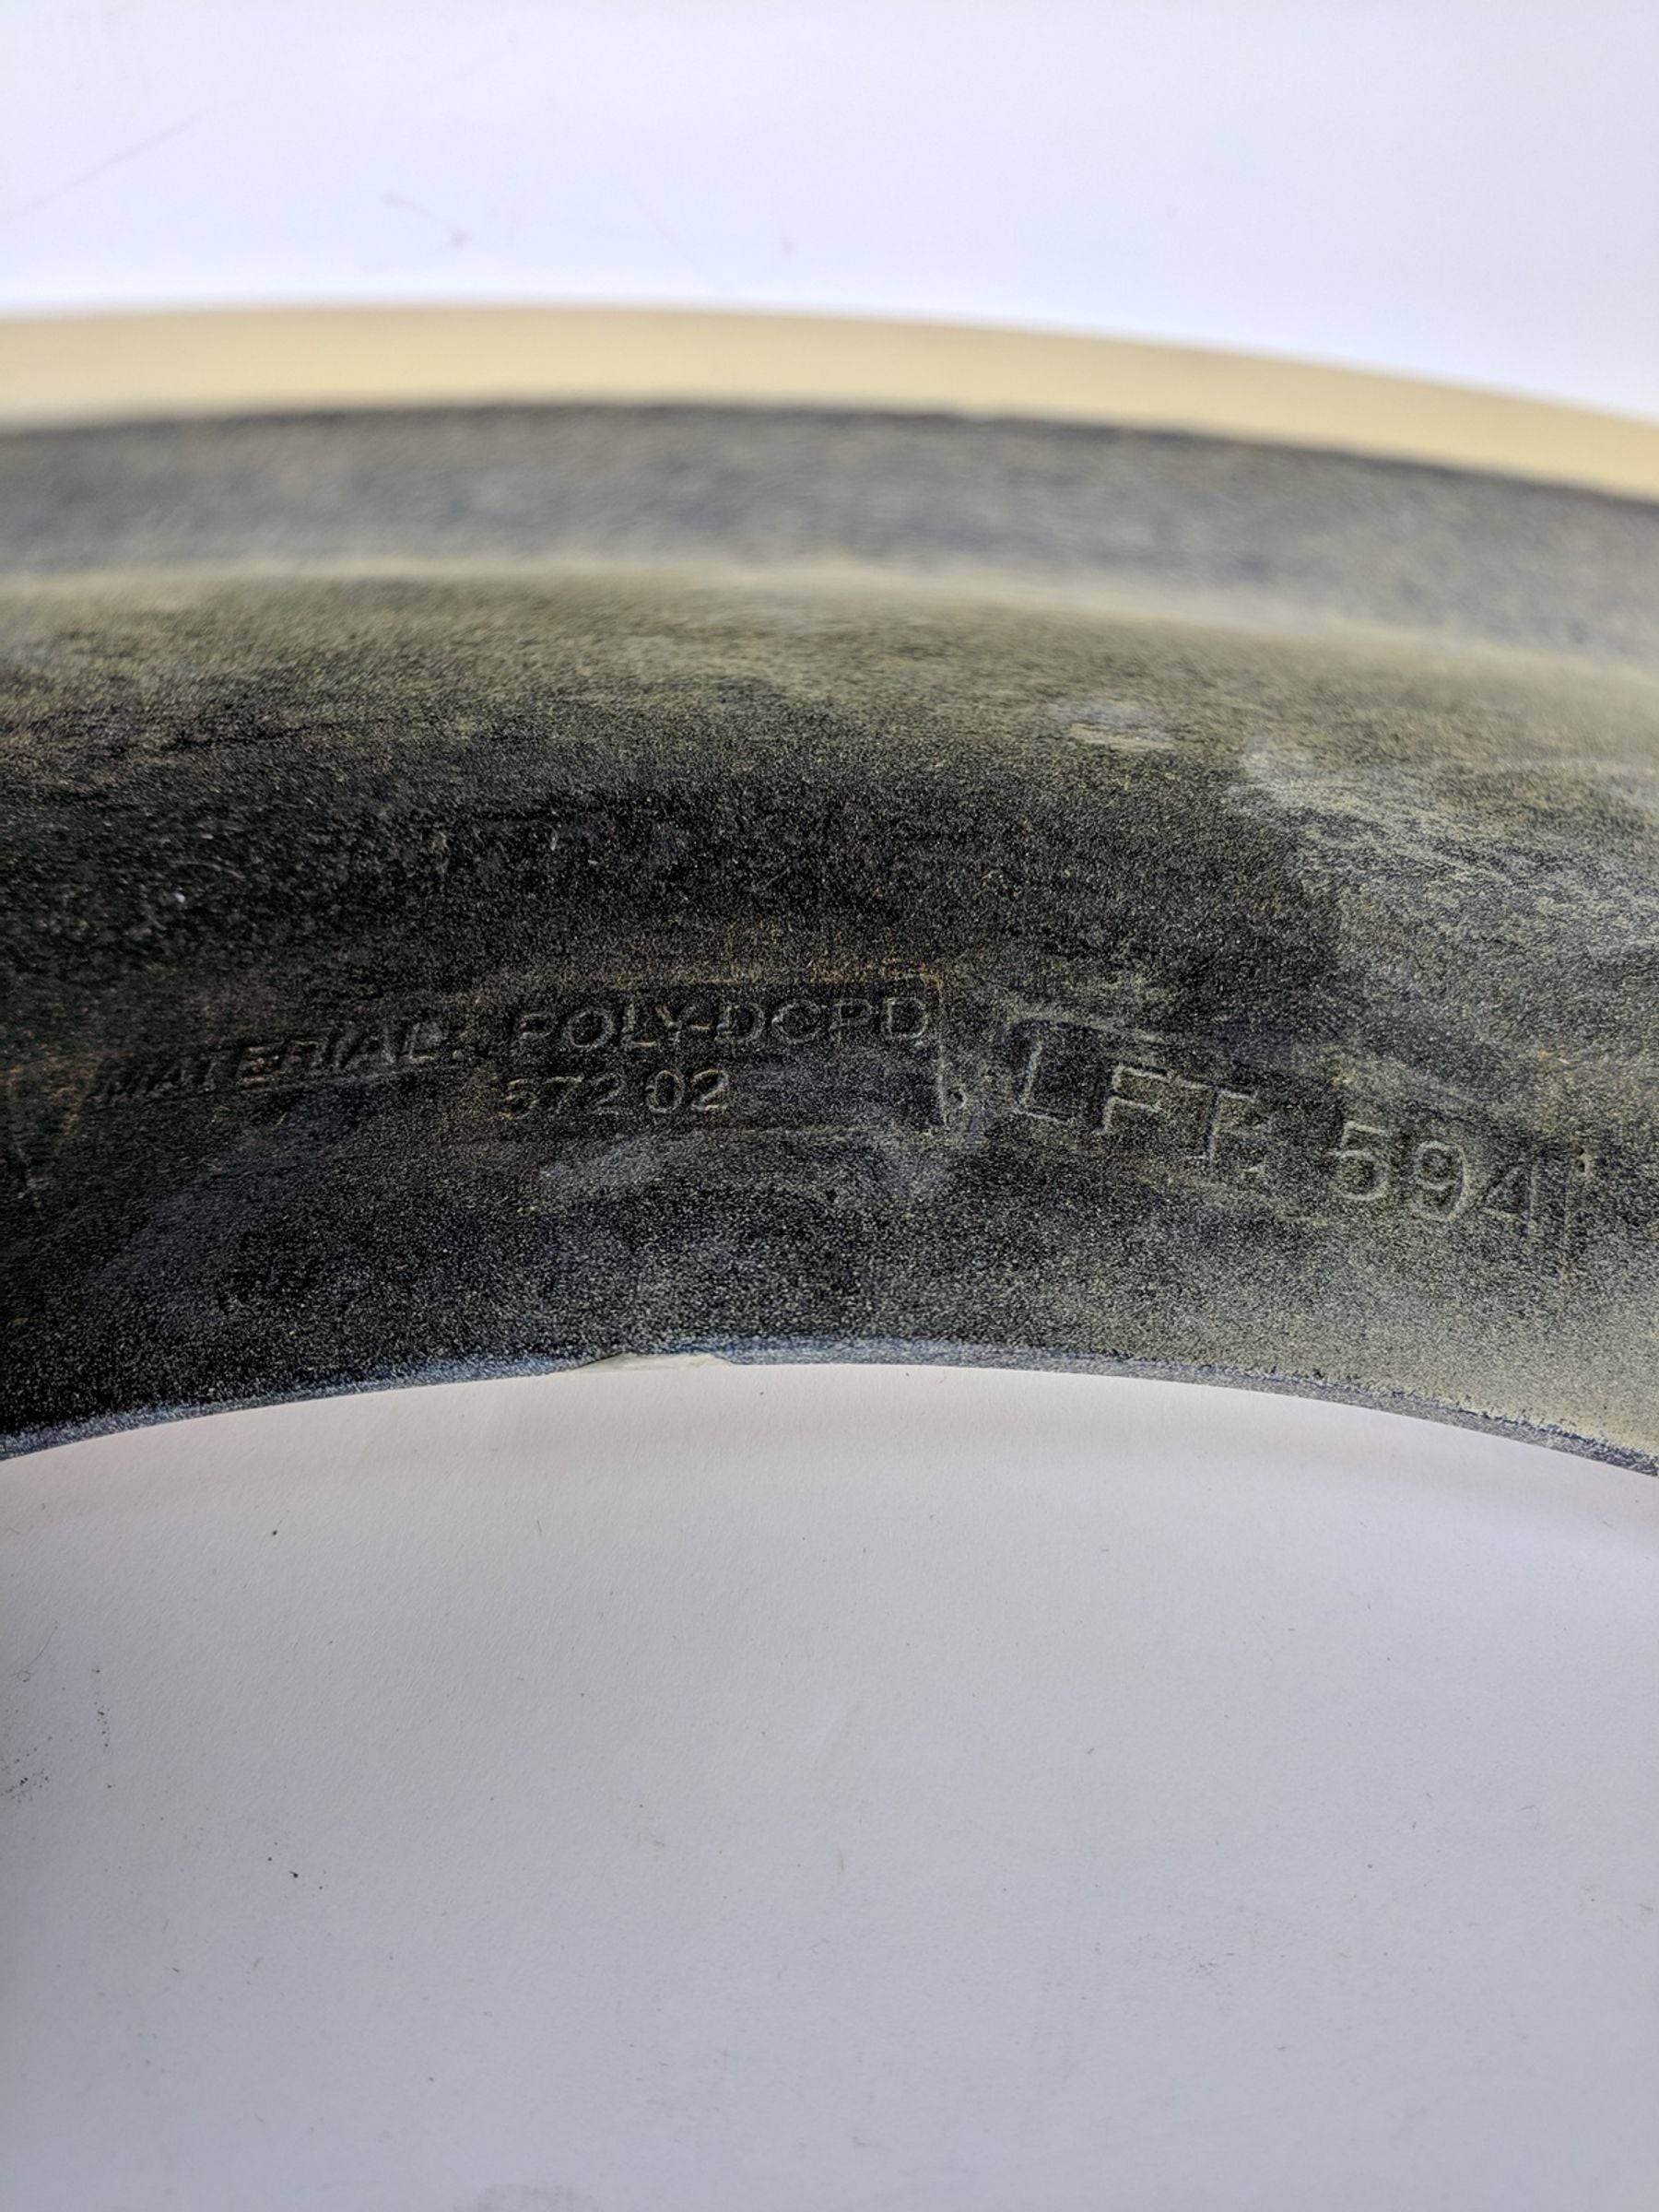 MATERIAL: POLY-DCPD
572 02
LFT: 594